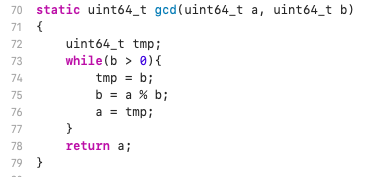 70 static uint64_t gcd(uint64_t a, uint64_t b)
71 {
72     uint64_t tmp;
73     while(b > 0){
74         tmp = b;
75         b = a % b;
76         a = tmp;
77     }
78     return a;
79 }